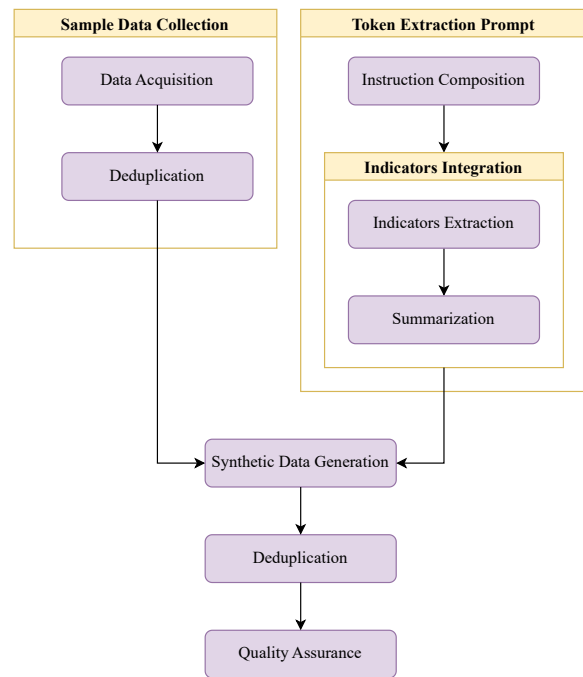 Sample Data Collection
Data Acquisition
Deduplication
Token Extraction Prompt
Instruction Composition
Indicators Integration
Indicators Extraction
Summarization
Synthetic Data Generation
Deduplication
Quality Assurance